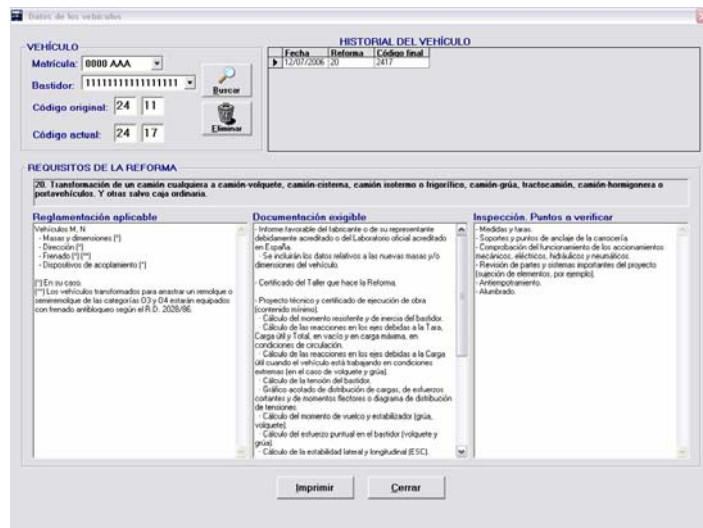 Datos de los vehículos
VEHÍCULO
Matrícula: 0000 AAA
Bastidor: 11111111111111111
Buscar
Código original: 24 11
Código actual: 24 17
Eliminar
HISTORIAL DEL VEHÍCULO
Fecha Reforma Código final
12/07/2006 20 2417
REQUISITOS DE LA REFORMA
20. Transformación de un camión cualquiera a camión-volquete, camión-cisterna, camión isotermo o frigorífico, camión-grúa, tractocamión, camión-hormigonera o
portavehículos. Y otras salvo caja ordinaria.
Reglamentación aplicable
Vehículos M, N
- Masas y dimensiones (*)
- Dirección (*)
- Frenado (*)(**)
- Dispositivos de acoplamiento (*)
(*) En su caso.
(**) Los vehículos transformados para arrastrar un remolque o
semirremolque de las categorías O3 y O4 estarán equipados
con frenado antibloqueo según el R.D. 2028/86.
Documentación exigible
- Informe favorable del fabricante o de su representante
debidamente acreditado o del Laboratorio oficial acreditado
en España.
- Se incluirán los datos relativos a las nuevas masas y/o
dimensiones del vehículo.
- Certificado del Taller que hace la Reforma.
- Proyecto técnico y certificado de ejecución de obra
(contenido mínimo).
- Cálculo del momento resistente y de inercia del bastidor.
- Cálculo de las reacciones en los ejes debidas a la Tara,
Carga útil y Total, en vacío y en carga máxima, en
condiciones de circulación.
- Cálculo de las reacciones en los ejes debidas a la Carga
útil cuando el vehículo está trabajando en condiciones
extremas (en el caso de volquete y grúa).
- Cálculo de la tensión del bastidor.
- Gráfico acotado de distribución de cargas, de esfuerzos
cortantes y de momentos flectores o diagrama de distribución
de tensiones.
- Cálculo del momento de vuelco y estabilizador (grúa,
volquete).
- Cálculo del esfuerzo puntual en el bastidor (volquete y
grúa).
- Cálculo de la estabilidad lateral y longitudinal (ESC).
Inspección. Puntos a verificar
- Medidas y taras.
- Soportes y puntos de anclaje de la carrocería.
- Comprobación del funcionamiento de los accionamientos
mecánicos, eléctricos, hidráulicos y neumáticos.
- Revisión de partes y sistemas importantes del proyecto
(sujeción de elementos, por ejemplo).
- Antiempotramiento.
- Alumbrado.
Imprimir
Cerrar